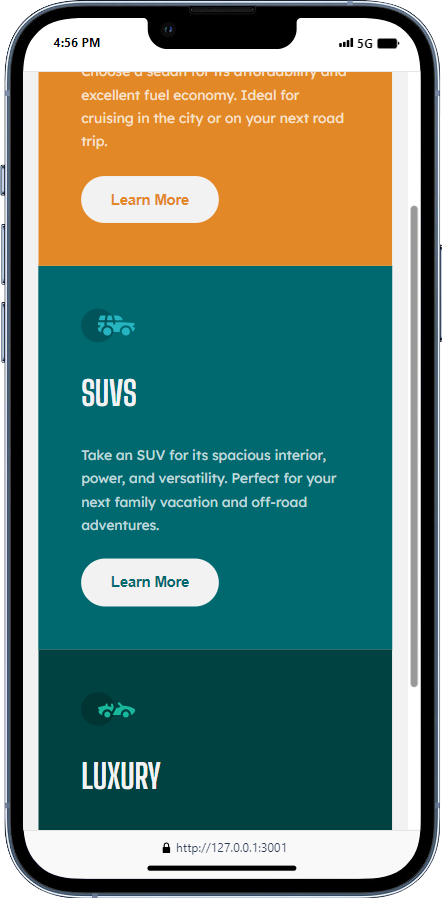 4:56 PM
5G
Choose a sedan for its affordability and
excellent fuel economy. Ideal for
cruising in the city or on your next road
trip.
Learn More
SUVS
Take an SUV for its spacious interior,
power, and versatility. Perfect for your
next family vacation and off-road
adventures.
Learn More
LUXURY
http://127.0.0.1:3001